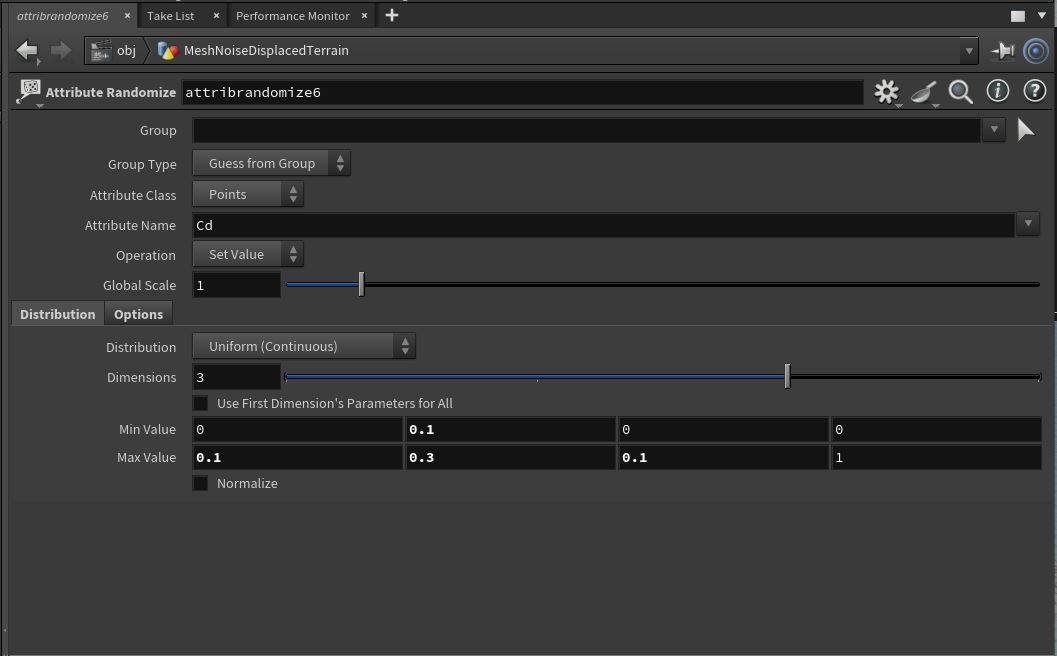 attribrandomize6 × Take List × Performance Monitor × +
obj MeshNoiseDisplacedTerrain
Attribute Randomize attribrandomize6
Group
Group Type Guess from Group
Attribute Class Points
Attribute Name Cd
Operation Set Value
Global Scale 1
Distribution Options
Distribution Uniform (Continuous)
Dimensions 3
Use First Dimension's Parameters for All
Min Value 0 0.1 0 0
Max Value 0.1 0.3 0.1 1
Normalize